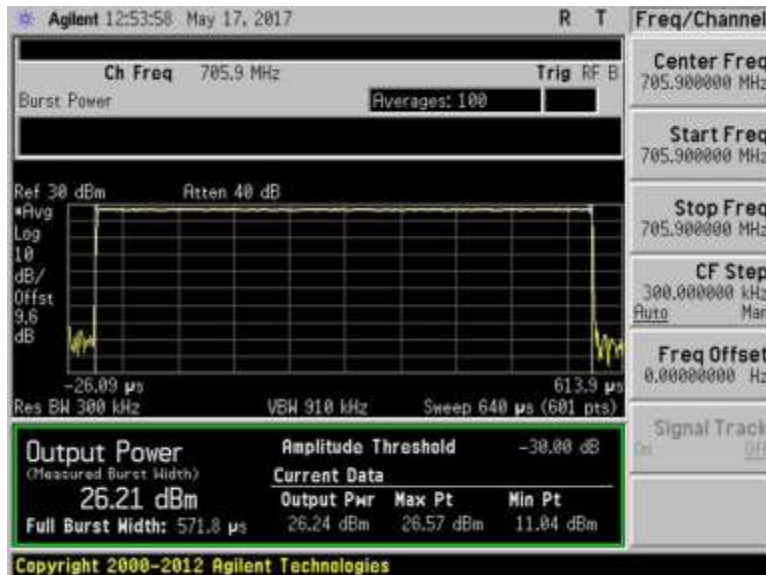 Agilent 12:53:58 May 17, 2017 R T
Freq/Channel
Ch Freq 705.9 MHz Trig RF B
Burst Power Averages: 100
Center Freq
705.900000 MHz
Start Freq
705.900000 MHz
Stop Freq
705.900000 MHz
CF Step
300.000000 kHz
Auto Man
Freq Offset
0.00000000 Hz
Signal Track
On Off
Ref 30 dBm Atten 40 dB
*Avg
Log
10
dB/
Offst
9.6
dB
-26.09 µs 613.9 µs
Res BW 300 kHz VBW 910 kHz Sweep 640 µs (601 pts)
Output Power
(Measured Burst Width)
26.21 dBm
Full Burst Width: 571.8 µs
Amplitude Threshold -30.00 dB
Current Data
Output Pwr Max Pt Min Pt
26.24 dBm 26.57 dBm 11.04 dBm
Copyright 2000-2012 Agilent Technologies